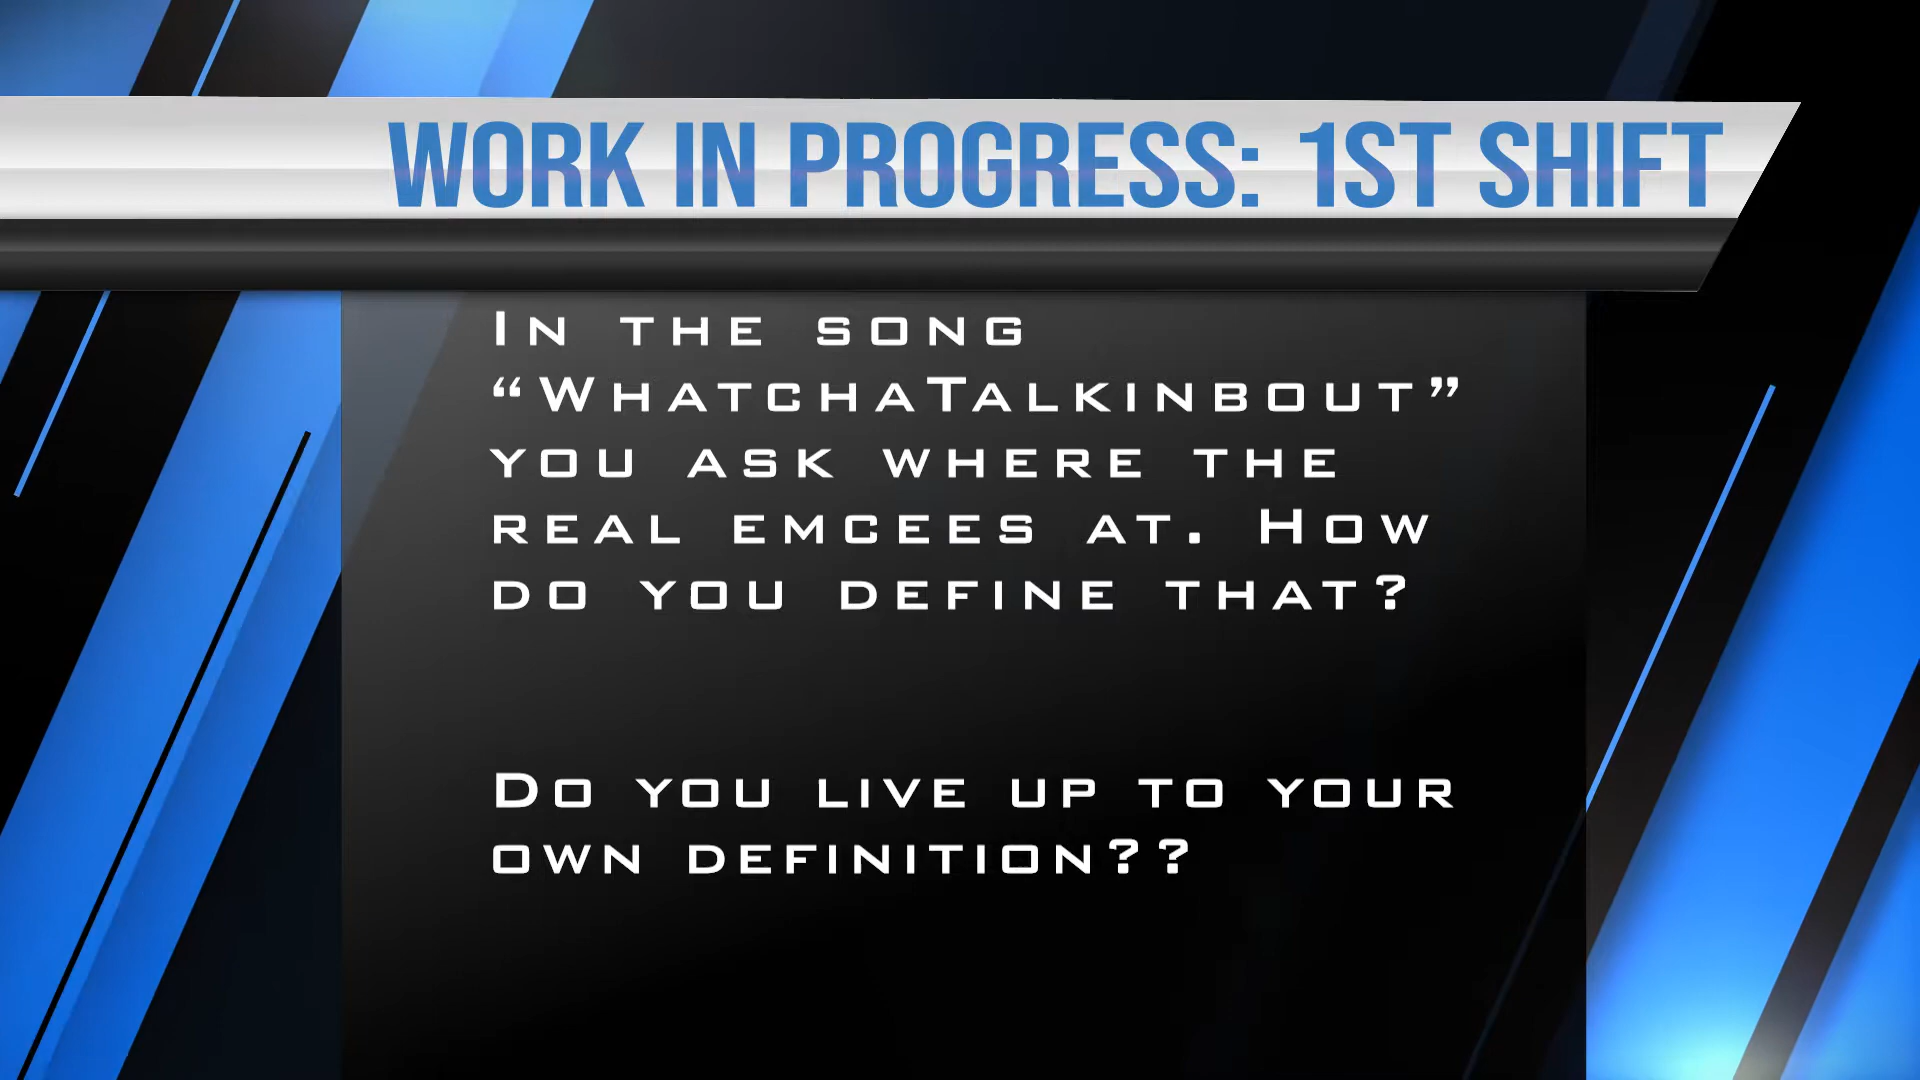 WORK IN PROGRESS: 1ST SHIFT
In the song
“WhatchaTalkinbout”
you ask where the
real emcees at. How
do you define that?
Do you live up to your
own definition??